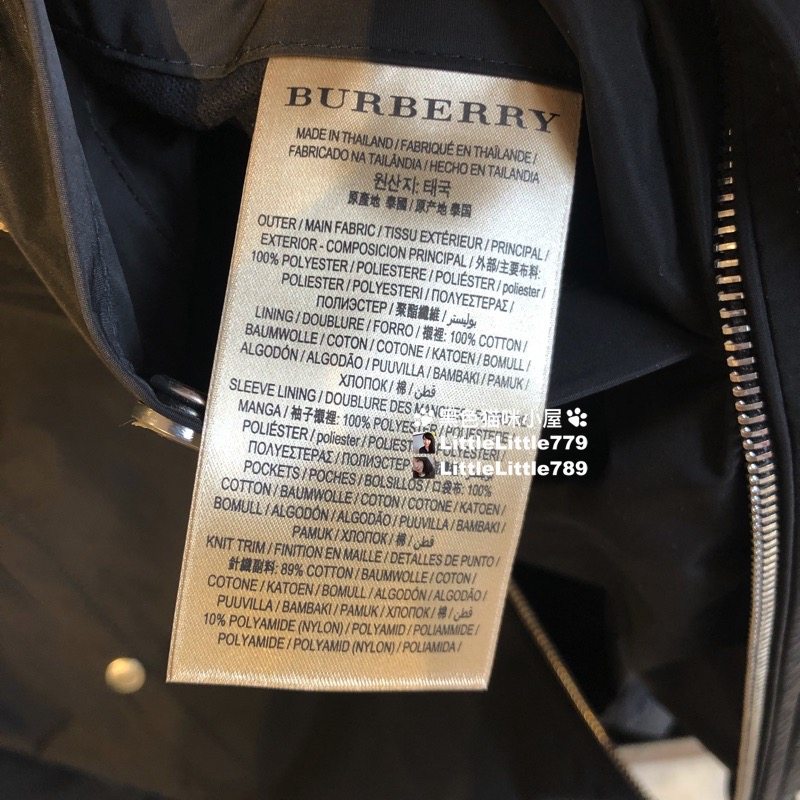 BURBERRY
MADE IN THAILAND / FABRIQUÉ EN THAÏLANDE /
FABRICADO NA TAILÂNDIA / HECHO EN TAILANDIA
원산지: 태국
原產地 泰國 / 原产地 泰国
OUTER / MAIN FABRIC / TISSU EXTÉRIEUR / PRINCIPAL /
EXTERIOR - COMPOSICION PRINCIPAL / 外部/主要布料:
100% POLYESTER / POLIESTERE / POLIÉSTER / poliester /
POLIESTER / POLYESTERI / ΠΟΛΥΕΣΤΕΡΑΣ /
ПОЛИЭСТЕР / 聚酯纖維 / بوليستر
LINING / DOUBLURE / FORRO / 襯裡: 100% COTTON /
BAUMWOLLE / COTON / COTONE / KATOEN / BOMULL /
ALGODÓN / ALGODÃO / PUUVILLA / BAMBAKI / PAMUK /
ХЛОПОК / 棉 / قطن
SLEEVE LINING / DOUBLURE DES
MANGA / 袖子襯裡: 100% POLYESTER /
POLIÉSTER / poliester / POLIESTER / POLYESTERI /
ΠΟΛΥΕΣΤΕΡΑΣ / ПОЛИЭСТЕР
POCKETS / POCHES / BOLSILLOS / 口袋布: 100%
COTTON / BAUMWOLLE / COTON / COTONE / KATOEN /
BOMULL / ALGODÓN / ALGODÃO / PUUVILLA / BAMBAKI /
PAMUK / ХЛОПОК / 棉 / قطن
KNIT TRIM / FINITION EN MAILLE / DETALLES DE PUNTO /
針織副料: 89% COTTON / BAUMWOLLE / COTON /
COTONE / KATOEN / BOMULL / ALGODÓN / ALGODÃO /
PUUVILLA / BAMBAKI / PAMUK / ХЛОПОК / 棉 / قطن /
10% POLYAMIDE (NYLON) / POLYAMID / POLIAMMIDE /
POLYAMIDE / POLYAMID (NYLON) / POLIAMIDA /
色猫咪小屋
LittleLittle779
LittleLittle789